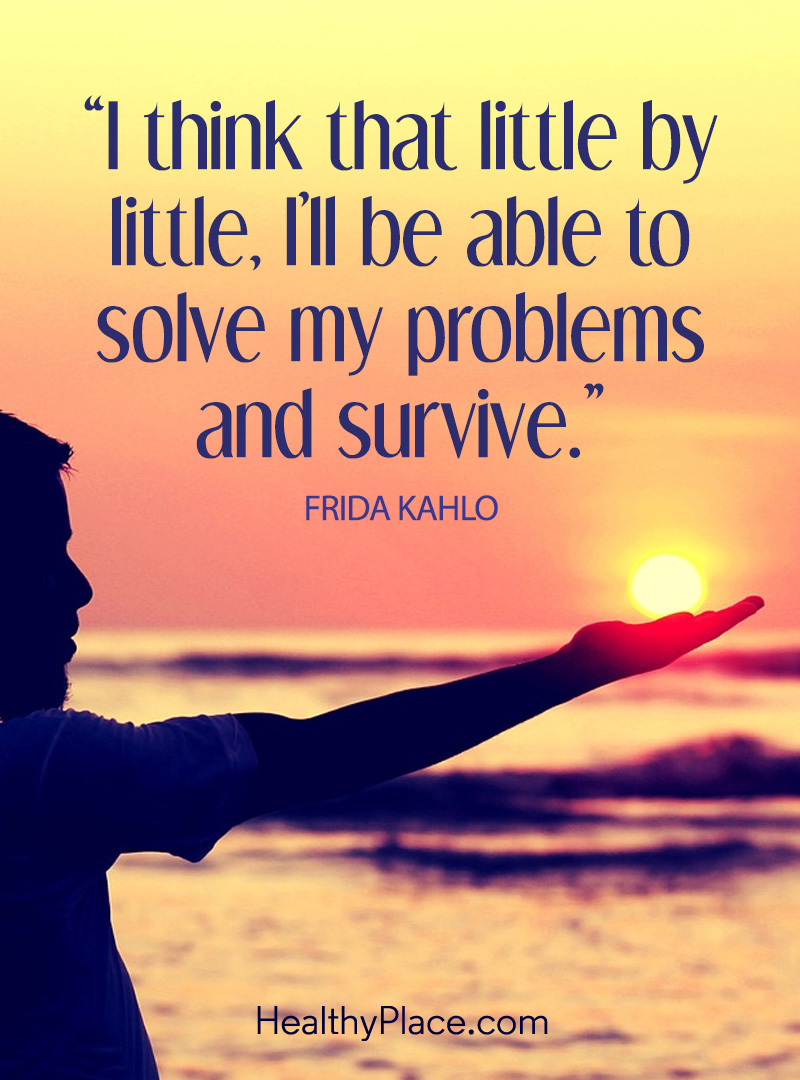 “I think that little by
little, I’ll be able to
solve my problems
and survive.”
FRIDA KAHLO
HealthyPlace.com